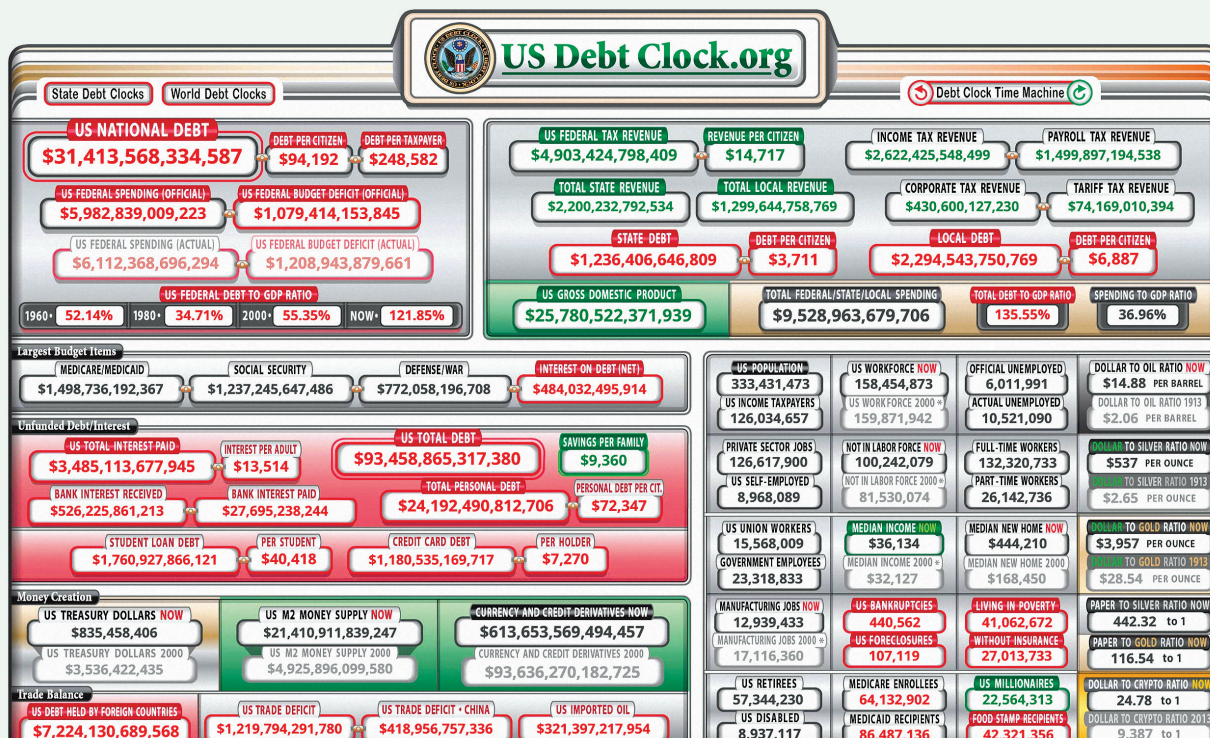 US Debt Clock.org
State Debt Clocks
World Debt Clocks
Debt Clock Time Machine
US NATIONAL DEBT
$31,413,568,334,587
DEBT PER CITIZEN
$94,192
DEBT PER TAXPAYER
$248,582
US FEDERAL SPENDING (OFFICIAL)
$5,982,839,009,223
US FEDERAL BUDGET DEFICIT (OFFICIAL)
$1,079,414,153,845
US FEDERAL SPENDING (ACTUAL)
$6,112,368,696,294
US FEDERAL BUDGET DEFICIT (ACTUAL)
$1,208,943,879,661
US FEDERAL DEBT TO GDP RATIO
1960• 52.14% 1980• 34.71% 2000• 55.35% NOW• 121.85%
US FEDERAL TAX REVENUE
$4,903,424,798,409
REVENUE PER CITIZEN
$14,717
INCOME TAX REVENUE
$2,622,425,548,499
PAYROLL TAX REVENUE
$1,499,897,194,538
TOTAL STATE REVENUE
$2,200,232,792,534
TOTAL LOCAL REVENUE
$1,299,644,758,769
CORPORATE TAX REVENUE
$430,600,127,230
TARIFF TAX REVENUE
$74,169,010,394
STATE DEBT
$1,236,406,646,809
DEBT PER CITIZEN
$3,711
LOCAL DEBT
$2,294,543,750,769
DEBT PER CITIZEN
$6,887
US GROSS DOMESTIC PRODUCT
$25,780,522,371,939
TOTAL FEDERAL/STATE/LOCAL SPENDING
$9,528,963,679,706
TOTAL DEBT TO GDP RATIO
135.55%
SPENDING TO GDP RATIO
36.96%
Largest Budget Items
MEDICARE/MEDICAID
$1,498,736,192,367
SOCIAL SECURITY
$1,237,245,647,486
DEFENSE/WAR
$772,058,196,708
INTEREST ON DEBT (NET)
$484,032,495,914
Unfunded Debt/Interest
US TOTAL INTEREST PAID
$3,485,113,677,945
INTEREST PER ADULT
$13,514
US TOTAL DEBT
$93,458,865,317,380
SAVINGS PER FAMILY
$9,360
BANK INTEREST RECEIVED
$526,225,861,213
BANK INTEREST PAID
$27,695,238,244
TOTAL PERSONAL DEBT
$24,192,490,812,706
PERSONAL DEBT PER CIT.
$72,347
STUDENT LOAN DEBT
$1,760,927,866,121
PER STUDENT
$40,418
CREDIT CARD DEBT
$1,180,535,169,717
PER HOLDER
$7,270
Money Creation
US TREASURY DOLLARS NOW
$835,458,406
US TREASURY DOLLARS 2000
$3,536,422,435
US M2 MONEY SUPPLY NOW
$21,410,911,839,247
US M2 MONEY SUPPLY 2000
$4,925,896,099,580
CURRENCY AND CREDIT DERIVATIVES NOW
$613,653,569,494,457
CURRENCY AND CREDIT DERIVATIVES 2000
$93,636,270,182,725
Trade Balance
US DEBT HELD BY FOREIGN COUNTRIES
$7,224,130,689,568
US TRADE DEFICIT
$1,219,794,291,780
US TRADE DEFICIT • CHINA
$418,956,757,336
US IMPORTED OIL
$321,397,217,954
US POPULATION
333,431,473
US INCOME TAXPAYERS
126,034,657
US WORKFORCE NOW
158,454,873
US WORKFORCE 2000 *
159,871,942
OFFICIAL UNEMPLOYED
6,011,991
ACTUAL UNEMPLOYED
10,521,090
DOLLAR TO OIL RATIO NOW
$14.88 PER BARREL
DOLLAR TO OIL RATIO 1913
$2.06 PER BARREL
PRIVATE SECTOR JOBS
126,617,900
US SELF-EMPLOYED
8,968,089
NOT IN LABOR FORCE NOW
100,242,079
NOT IN LABOR FORCE 2000 *
81,530,074
FULL-TIME WORKERS
132,320,733
PART-TIME WORKERS
26,142,736
DOLLAR TO SILVER RATIO NOW
$537 PER OUNCE
DOLLAR TO SILVER RATIO 1913
$2.65 PER OUNCE
US UNION WORKERS
15,568,009
GOVERNMENT EMPLOYEES
23,318,833
MEDIAN INCOME NOW
$36,134
MEDIAN INCOME 2000 *
$32,127
MEDIAN NEW HOME NOW
$444,210
MEDIAN NEW HOME 2000
$168,450
DOLLAR TO GOLD RATIO NOW
$3,957 PER OUNCE
DOLLAR TO GOLD RATIO 1913
$28.54 PER OUNCE
MANUFACTURING JOBS NOW
12,939,433
MANUFACTURING JOBS 2000 *
17,116,360
US BANKRUPTCIES
440,562
US FORECLOSURES
107,119
LIVING IN POVERTY
41,062,672
WITHOUT INSURANCE
27,013,733
PAPER TO SILVER RATIO NOW
442.32 to 1
PAPER TO GOLD RATIO NOW
116.54 to 1
US RETIREES
57,344,230
US DISABLED
8,937,117
MEDICARE ENROLLEES
64,132,902
MEDICAID RECIPIENTS
86,487,136
US MILLIONAIRES
22,564,313
FOOD STAMP RECIPIENTS
42,321,356
DOLLAR TO CRYPTO RATIO NOW
24.78 to 1
DOLLAR TO CRYPTO RATIO 2013
9,387 to 1